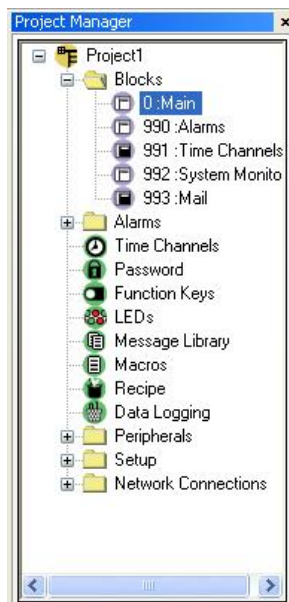 Project Manager
Project1
Blocks
0 :Main
990 :Alarms
991 :Time Channels
992 :System Monito
993 :Mail
Alarms
Time Channels
Password
Function Keys
LEDs
Message Library
Macros
Recipe
Data Logging
Peripherals
Setup
Network Connections